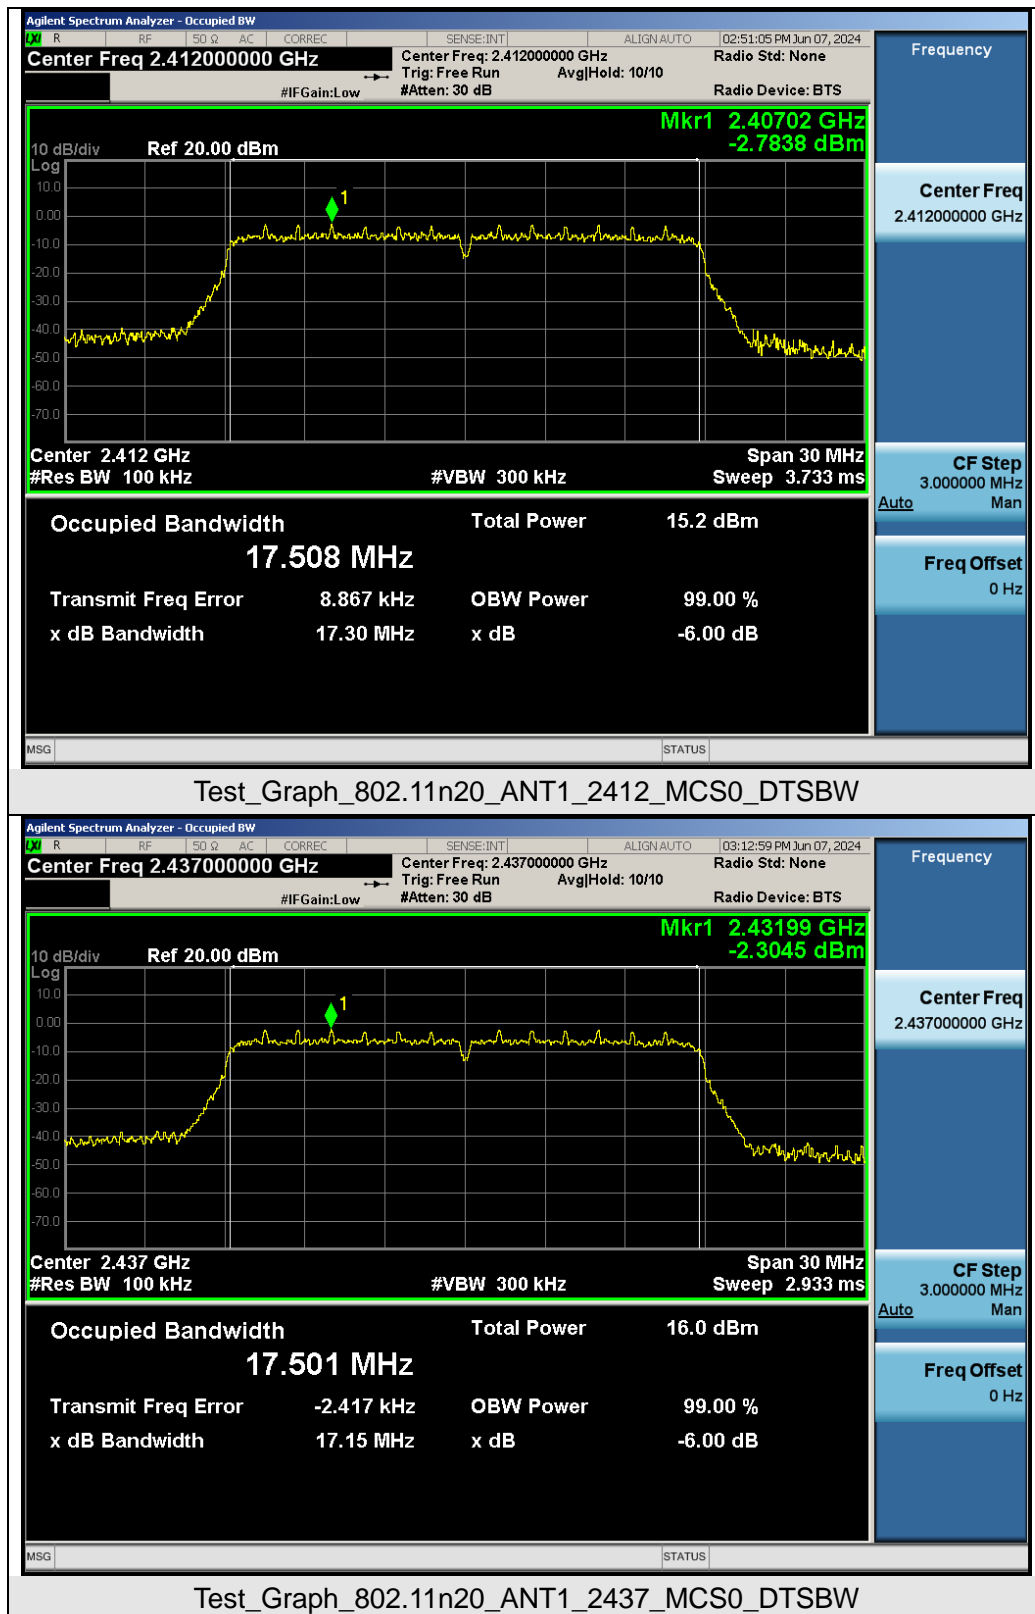 Agilent Spectrum Analyzer - Occupied BW
LXI R RF 50 Ω AC CORREC SENSE:INT ALIGN AUTO 02:51:05 PM Jun 07, 2024
Center Freq 2.412000000 GHz Center Freq: 2.412000000 GHz Radio Std: None Frequency
Trig: Free Run Avg|Hold: 10/10
#IFGain:Low #Atten: 30 dB Radio Device: BTS
Mkr1 2.40702 GHz
10 dB/div Ref 20.00 dBm -2.7838 dBm
Log
10.0
0.00
-10.0
-20.0
-30.0
-40.0
-50.0
-60.0
-70.0
1
Center Freq
2.412000000 GHz
Center 2.412 GHz Span 30 MHz
#Res BW 100 kHz #VBW 300 kHz Sweep 3.733 ms
CF Step
3.000000 MHz
Auto Man
Occupied Bandwidth Total Power 15.2 dBm
17.508 MHz
Freq Offset
0 Hz
Transmit Freq Error 8.867 kHz OBW Power 99.00 %
x dB Bandwidth 17.30 MHz x dB -6.00 dB
MSG STATUS
Test_Graph_802.11n20_ANT1_2412_MCS0_DTSBW
Agilent Spectrum Analyzer - Occupied BW
LXI R RF 50 Ω AC CORREC SENSE:INT ALIGN AUTO 03:12:59 PM Jun 07, 2024
Center Freq 2.437000000 GHz Center Freq: 2.437000000 GHz Radio Std: None Frequency
Trig: Free Run Avg|Hold: 10/10
#IFGain:Low #Atten: 30 dB Radio Device: BTS
Mkr1 2.43199 GHz
10 dB/div Ref 20.00 dBm -2.3045 dBm
Log
10.0
0.00
-10.0
-20.0
-30.0
-40.0
-50.0
-60.0
-70.0
1
Center Freq
2.437000000 GHz
Center 2.437 GHz Span 30 MHz
#Res BW 100 kHz #VBW 300 kHz Sweep 2.933 ms
CF Step
3.000000 MHz
Auto Man
Occupied Bandwidth Total Power 16.0 dBm
17.501 MHz
Freq Offset
0 Hz
Transmit Freq Error -2.417 kHz OBW Power 99.00 %
x dB Bandwidth 17.15 MHz x dB -6.00 dB
MSG STATUS
Test_Graph_802.11n20_ANT1_2437_MCS0_DTSBW